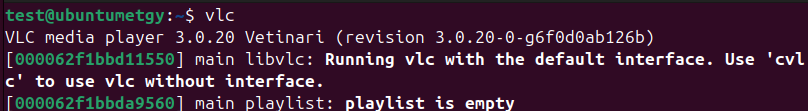 test@ubuntumetgy:~$ vlc
VLC media player 3.0.20 Vetinari (revision 3.0.20-0-g6f0d0ab126b)
[000062f1bbd11550] main libvlc: Running vlc with the default interface. Use 'cvl
c' to use vlc without interface.
[000062f1bbda9560] main playlist: playlist is empty